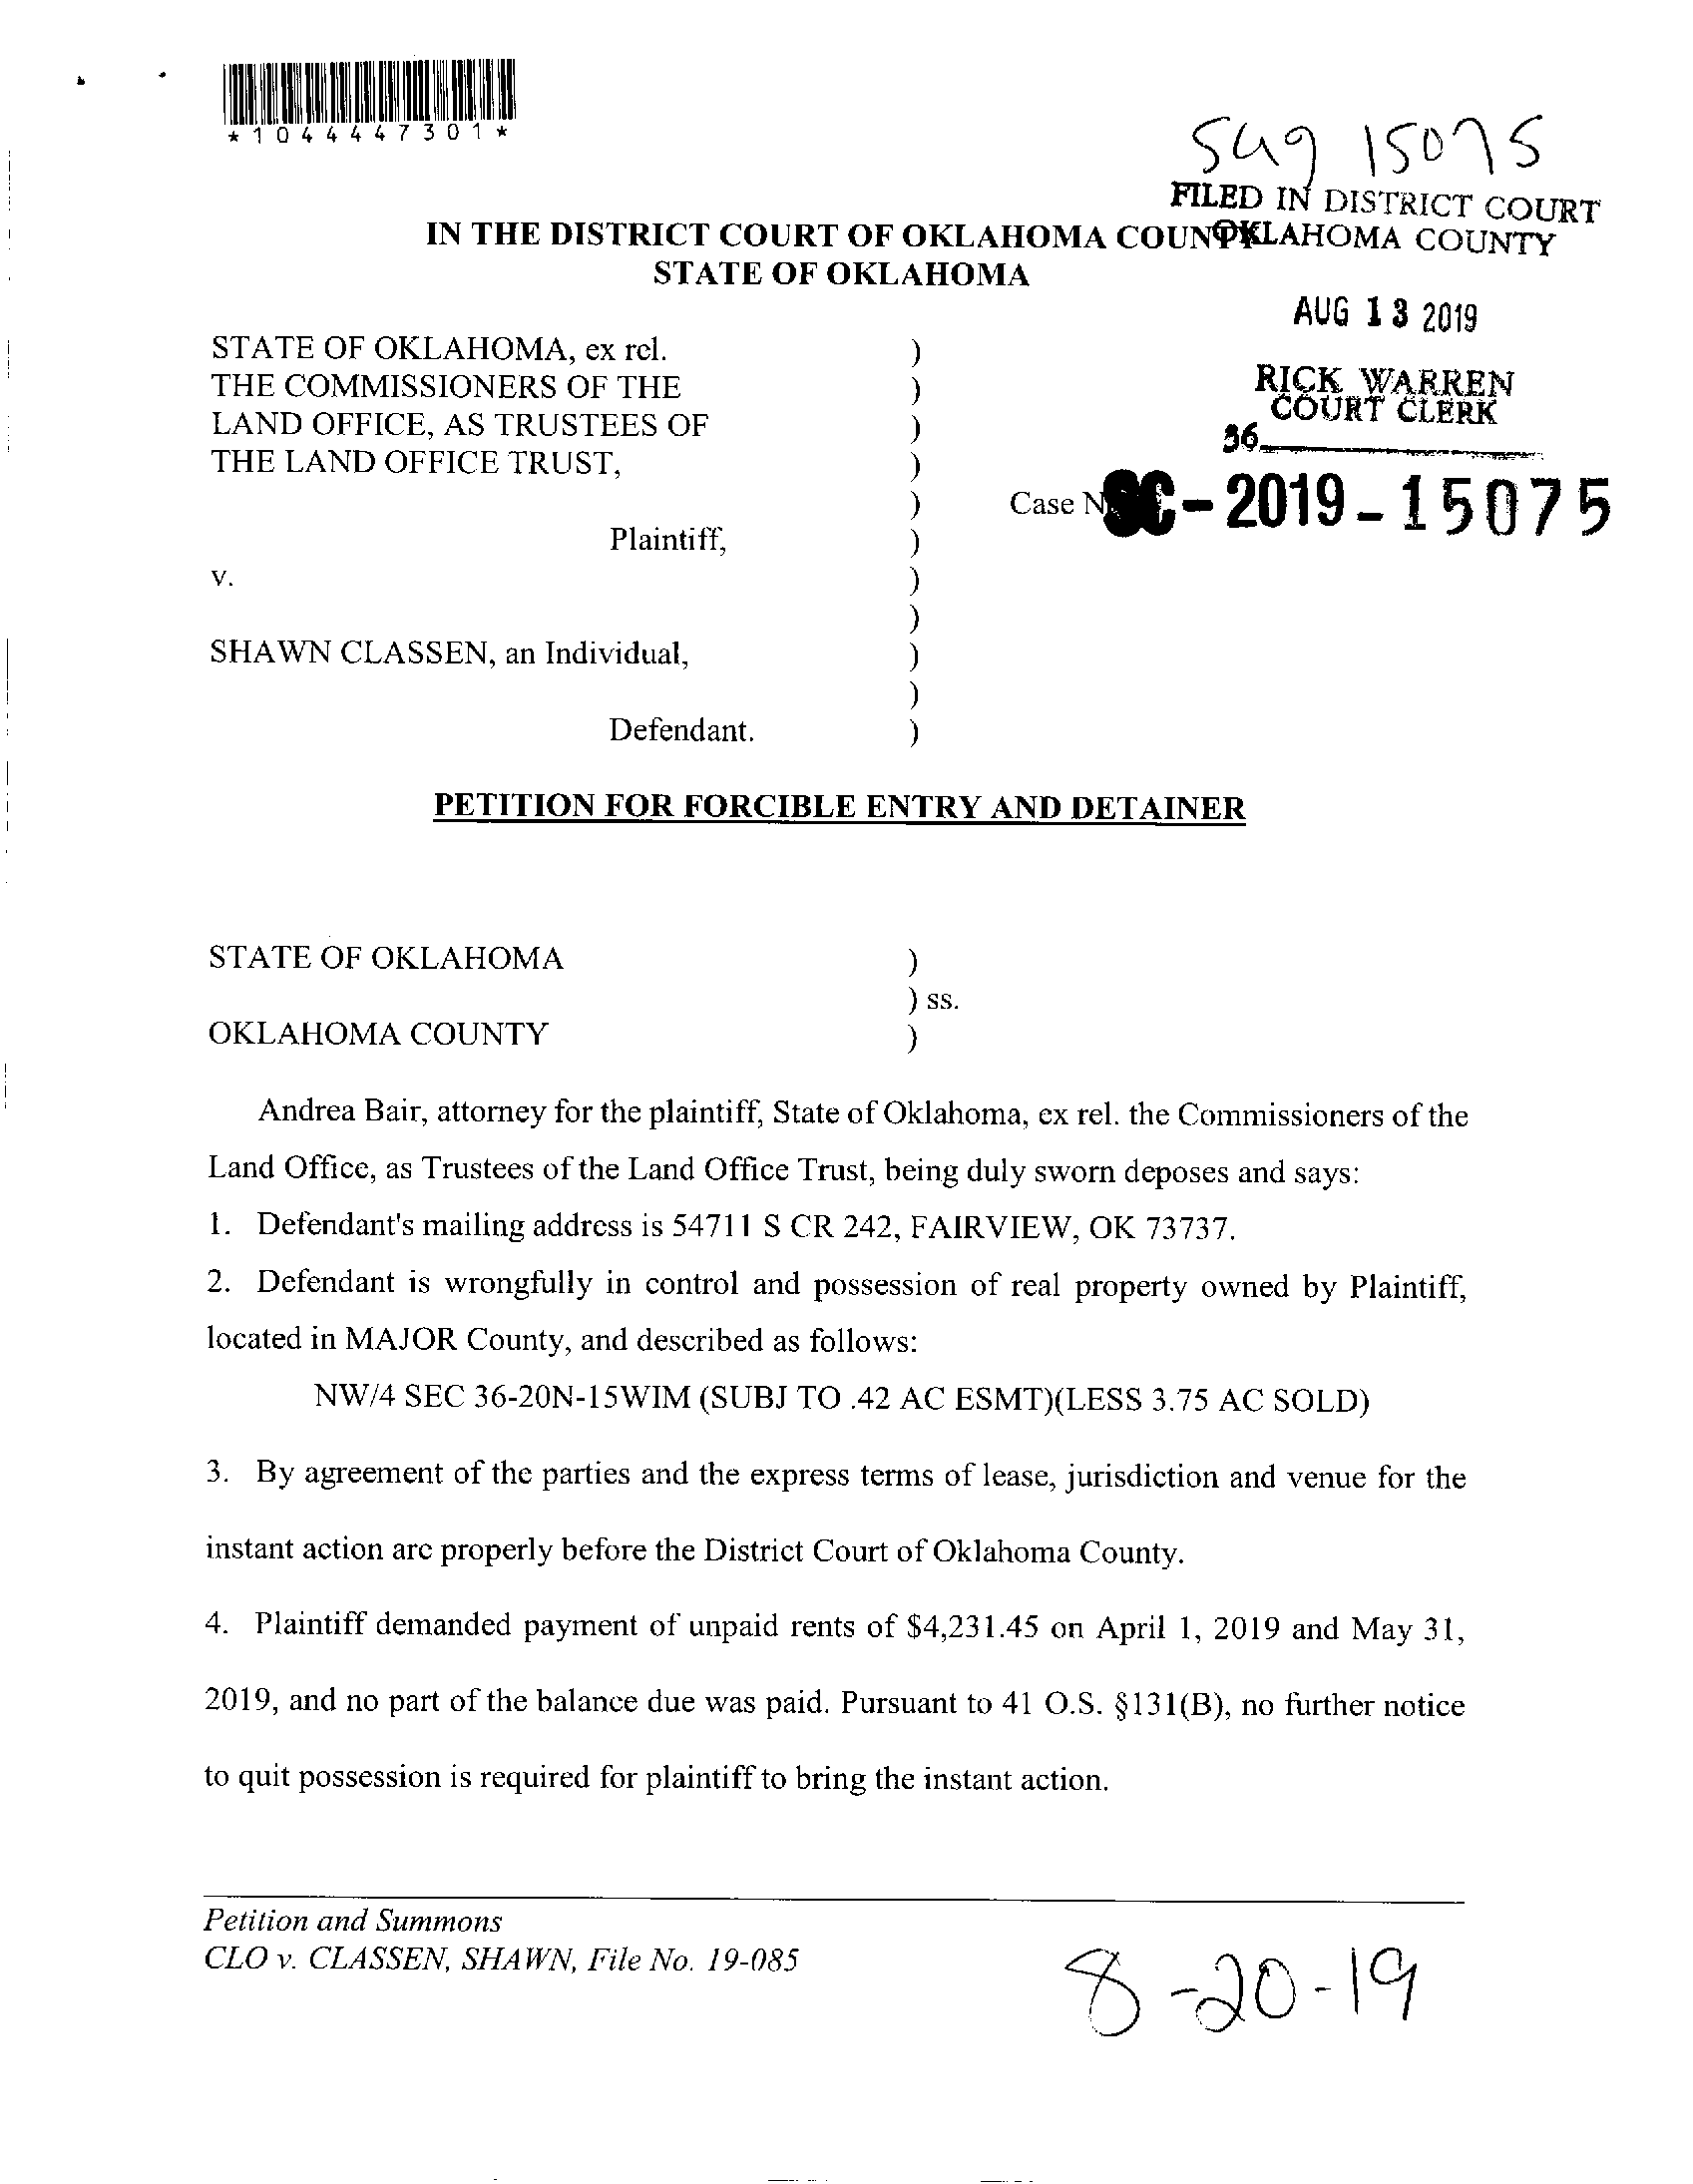 *1044447301*
SC19 15075
FILED IN DISTRICT COURT
OKLAHOMA COUNTY
IN THE DISTRICT COURT OF OKLAHOMA COUNTY
STATE OF OKLAHOMA
AUG 13 2019
RICK WARREN
COURT CLERK
36
STATE OF OKLAHOMA, ex rel. )
THE COMMISSIONERS OF THE )
LAND OFFICE, AS TRUSTEES OF )
THE LAND OFFICE TRUST, )
) Case N SC-2019-15075
Plaintiff, )
v. )
)
SHAWN CLASSEN, an Individual, )
)
Defendant. )
PETITION FOR FORCIBLE ENTRY AND DETAINER
STATE OF OKLAHOMA )
) ss.
OKLAHOMA COUNTY )
Andrea Bair, attorney for the plaintiff, State of Oklahoma, ex rel. the Commissioners of the
Land Office, as Trustees of the Land Office Trust, being duly sworn deposes and says:
1. Defendant's mailing address is 54711 S CR 242, FAIRVIEW, OK 73737.
2. Defendant is wrongfully in control and possession of real property owned by Plaintiff,
located in MAJOR County, and described as follows:
NW/4 SEC 36-20N-15WIM (SUBJ TO .42 AC ESMT)(LESS 3.75 AC SOLD)
3. By agreement of the parties and the express terms of lease, jurisdiction and venue for the
instant action are properly before the District Court of Oklahoma County.
4. Plaintiff demanded payment of unpaid rents of $4,231.45 on April 1, 2019 and May 31,
2019, and no part of the balance due was paid. Pursuant to 41 O.S. §131(B), no further notice
to quit possession is required for plaintiff to bring the instant action.
Petition and Summons
CLO v. CLASSEN, SHAWN, File No. 19-085
8-20-19